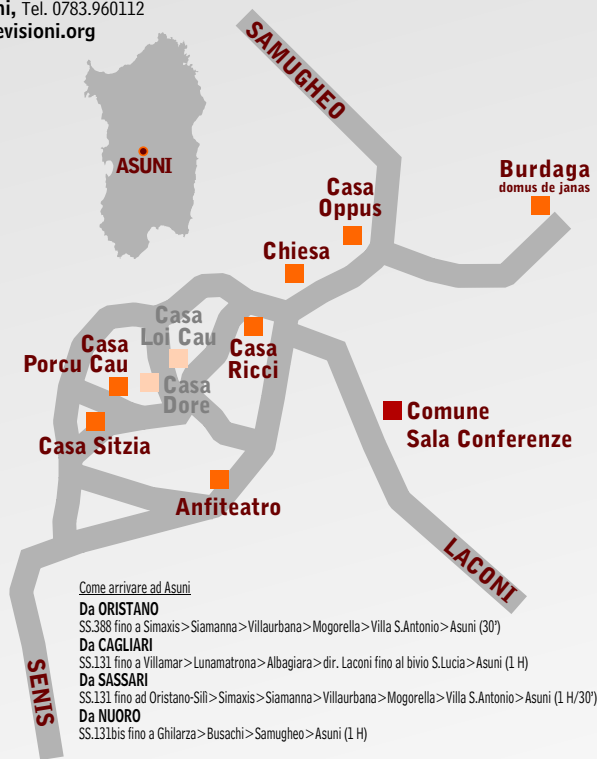 ni, Tel. 0783.960112
evisioni.org
SAMUGHEO
ASUNI
Burdaga
domus de janas
Casa
Oppus
Chiesa
Casa
Loi Cau
Casa
Porcu Cau
Casa
Ricci
Casa
Dore
Comune
Sala Conferenze
Casa Sitzia
Anfiteatro
LACONI
SENIS
Come arrivare ad Asuni
Da ORISTANO
SS.388 fino a Simaxis>Siamanna>Villaurbana>Mogorella>Villa S.Antonio>Asuni (30')
Da CAGLIARI
SS.131 fino a Villamar>Lunamatrona>Albagiara>dir. Laconi fino al bivio S.Lucia>Asuni (1 H)
Da SASSARI
SS.131 fino ad Oristano-Silì>Simaxis>Siamanna>Villaurbana>Mogorella>Villa S.Antonio>Asuni (1 H/30')
Da NUORO
SS.131bis fino a Ghilarza>Busachi>Samugheo>Asuni (1 H)